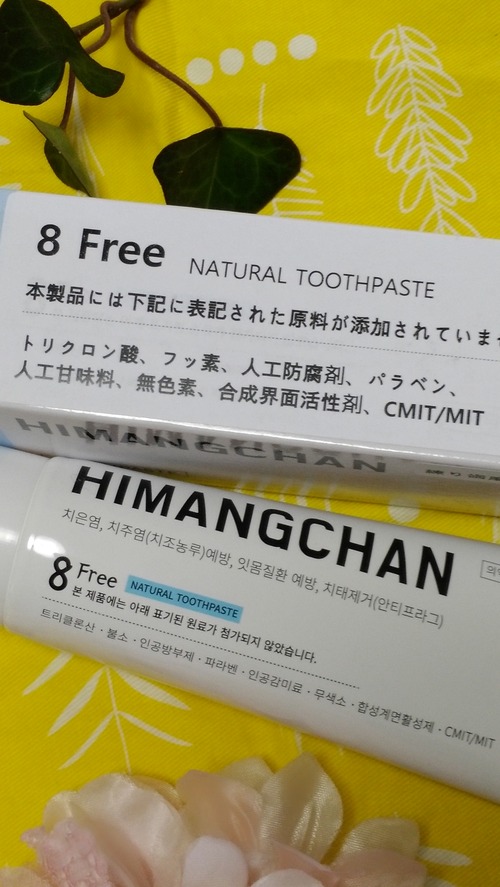 8 Free NATURAL TOOTHPASTE
本製品には下記に表記された原料が添加されていま
トリクロン酸、フッ素、人工防腐剤、パラベン、
人工甘味料、無色素、合成界面活性剤、CMIT/MIT
HIMANGCHAN
HIMANGCHAN
치은염, 치주염(치조농루)예방, 잇몸질환 예방, 치태제거(안티프라그)
8 Free NATURAL TOOTHPASTE
본 제품에는 아래 표기된 원료가 첨가되지 않았습니다.
트리클론산 · 불소 · 인공방부제 · 파라벤 · 인공감미료 · 무색소 · 합성계면활성제 · CMIT/MIT